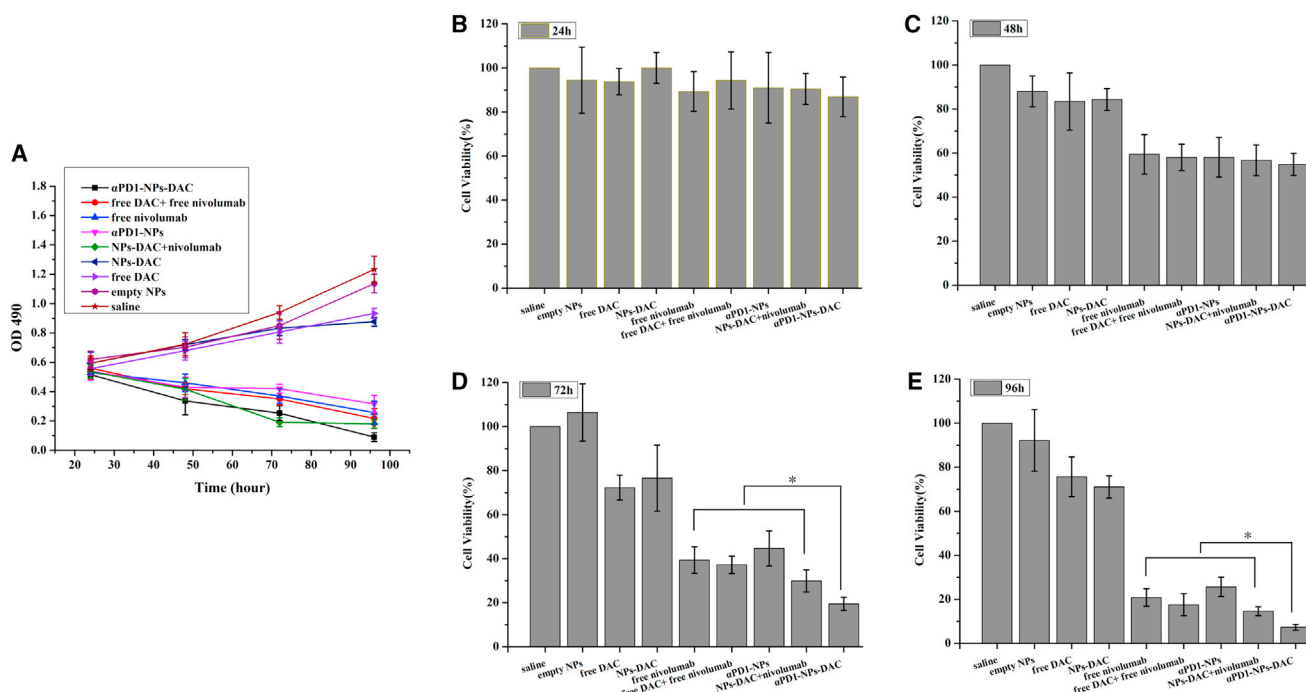 A
αPD1-NPs-DAC
free DAC+ free nivolumab
free nivolumab
αPD1-NPs
NPs-DAC+nivolumab
NPs-DAC
free DAC
empty NPs
saline
OD 490
1.8
1.6
1.4
1.2
1.0
0.8
0.6
0.4
0.2
0.0
20 30 40 50 60 70 80 90 100
Time (hour)
B
24h
Cell Viability(%)
120
100
80
60
40
20
0
saline
empty NPs
free DAC
NPs-DAC
free nivolumab
free DAC+ free nivolumab
αPD1-NPs
NPs-DAC+nivolumab
αPD1-NPs-DAC
C
48h
Cell Viability(%)
120
100
80
60
40
20
0
saline
empty NPs
free DAC
NPs-DAC
free nivolumab
free DAC+ free nivolumab
αPD1-NPs
NPs-DAC+nivolumab
αPD1-NPs-DAC
D
72h
*
Cell Viability(%)
120
100
80
60
40
20
0
saline
empty NPs
free DAC
NPs-DAC
free nivolumab
free DAC+ free nivolumab
αPD1-NPs
NPs-DAC+nivolumab
αPD1-NPs-DAC
E
96h
*
Cell Viability(%)
120
100
80
60
40
20
0
saline
empty NPs
free DAC
NPs-DAC
free nivolumab
free DAC+ free nivolumab
αPD1-NPs
NPs-DAC+nivolumab
αPD1-NPs-DAC